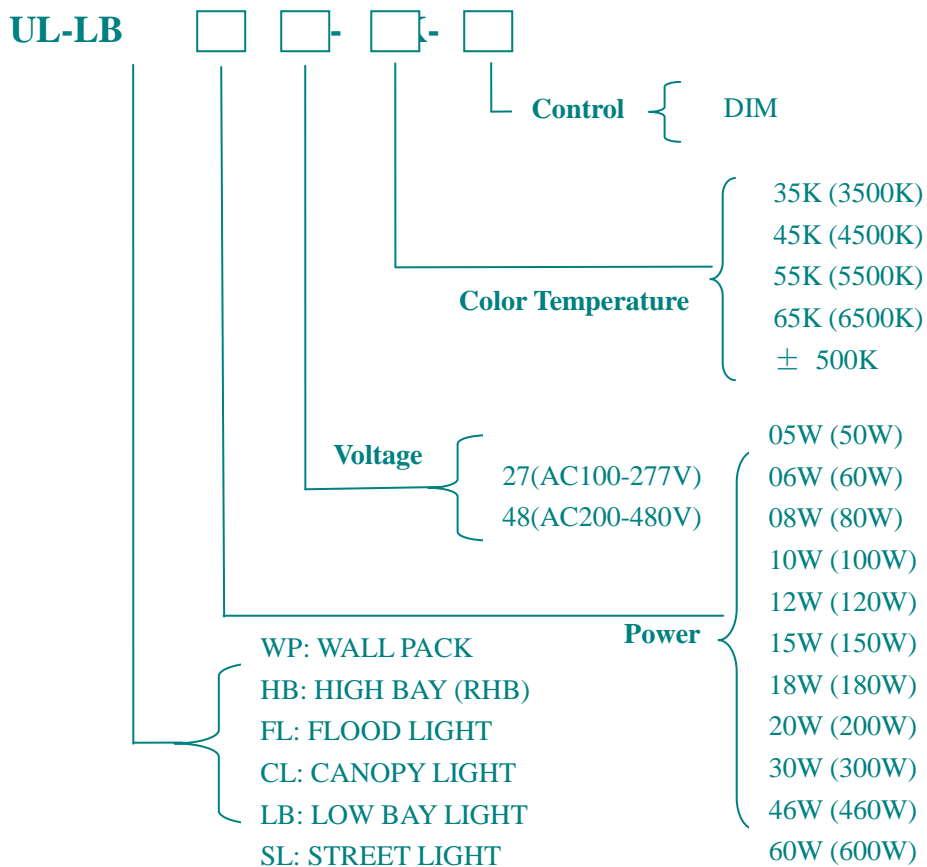 UL-LB - - 
Control
DIM
35K (3500K)
45K (4500K)
55K (5500K)
65K (6500K)
± 500K
Color Temperature
Voltage
27(AC100-277V)
48(AC200-480V)
05W (50W)
06W (60W)
08W (80W)
10W (100W)
12W (120W)
15W (150W)
18W (180W)
20W (200W)
30W (300W)
46W (460W)
60W (600W)
Power
WP: WALL PACK
HB: HIGH BAY (RHB)
FL: FLOOD LIGHT
CL: CANOPY LIGHT
LB: LOW BAY LIGHT
SL: STREET LIGHT